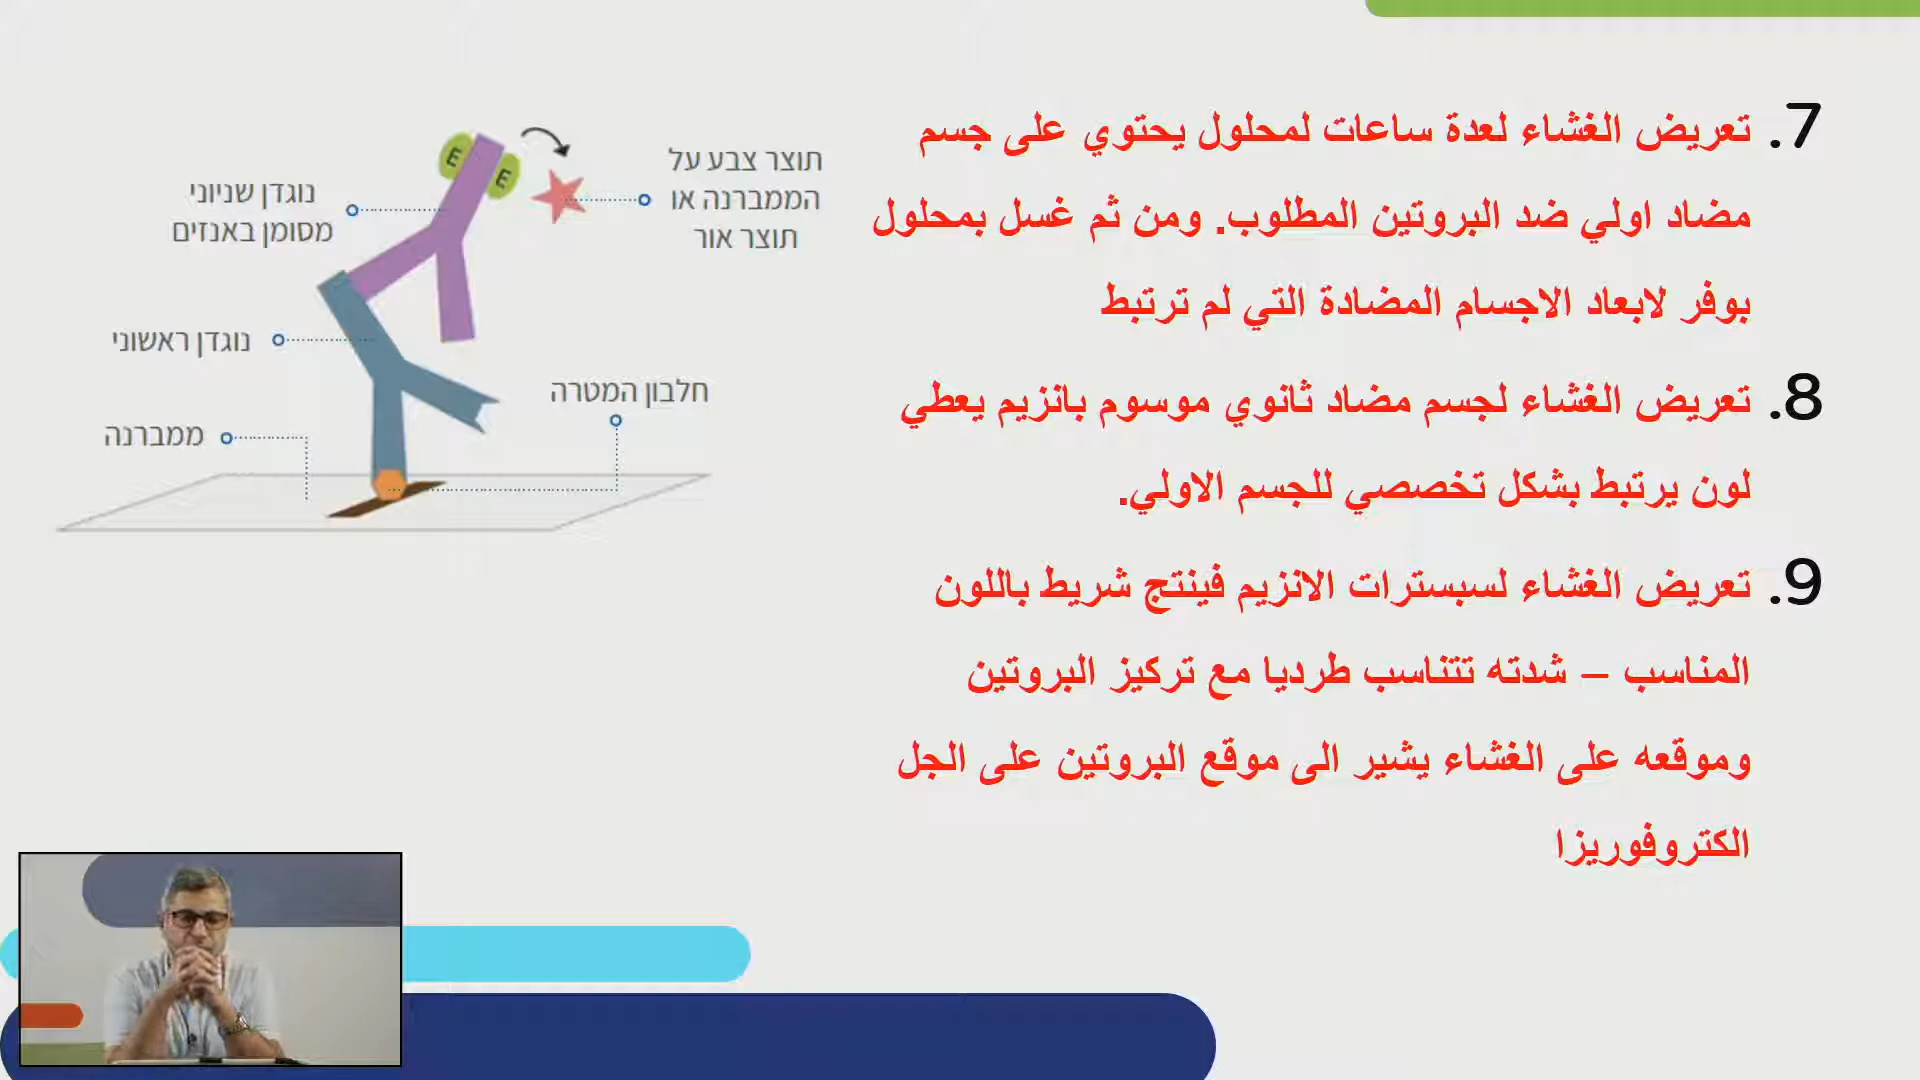 7. تعريض الغشاء لعدة ساعات لمحلول يحتوي على جسم
مضاد اولي ضد البروتين المطلوب. ومن ثم غسل بمحلول
بوفر لابعاد الاجسام المضادة التي لم ترتبط
8. تعريض الغشاء لجسم مضاد ثانوي موسوم بانزيم يعطي
لون يرتبط بشكل تخصصي للجسم الاولي.
9. تعريض الغشاء لسبسترات الانزيم فينتج شريط باللون
المناسب – شدته تتناسب طرديا مع تركيز البروتين
وموقعه على الغشاء يشير الى موقع البروتين على الجل
الكتروفوريزا
תוצר צבע על
הממברנה או
תוצר אור
E
E
נוגדן שניוני
מסומן באנזים
נוגדן ראשוני
חלבון המטרה
ממברנה